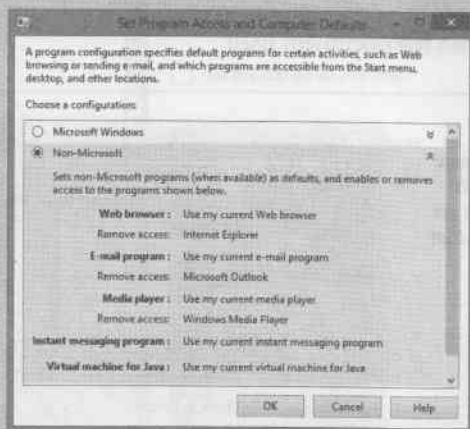 Set Program Access and Computer Defaults
A program configuration specifies default programs for certain activities, such as Web
browsing or sending e-mail, and which programs are accessible from the Start menu,
desktop, and other locations.
Choose a configuration:
Microsoft Windows
Non-Microsoft
Sets non-Microsoft programs (when available) as defaults, and enables or removes
access to the programs shown below.
Web browser : Use my current Web browser
Remove access: Internet Explorer
E-mail program : Use my current e-mail program
Remove access: Microsoft Outlook
Media player : Use my current media player
Remove access: Windows Media Player
Instant messaging program : Use my current instant messaging program
Virtual machine for Java : Use my current virtual machine for Java
OK Cancel Help